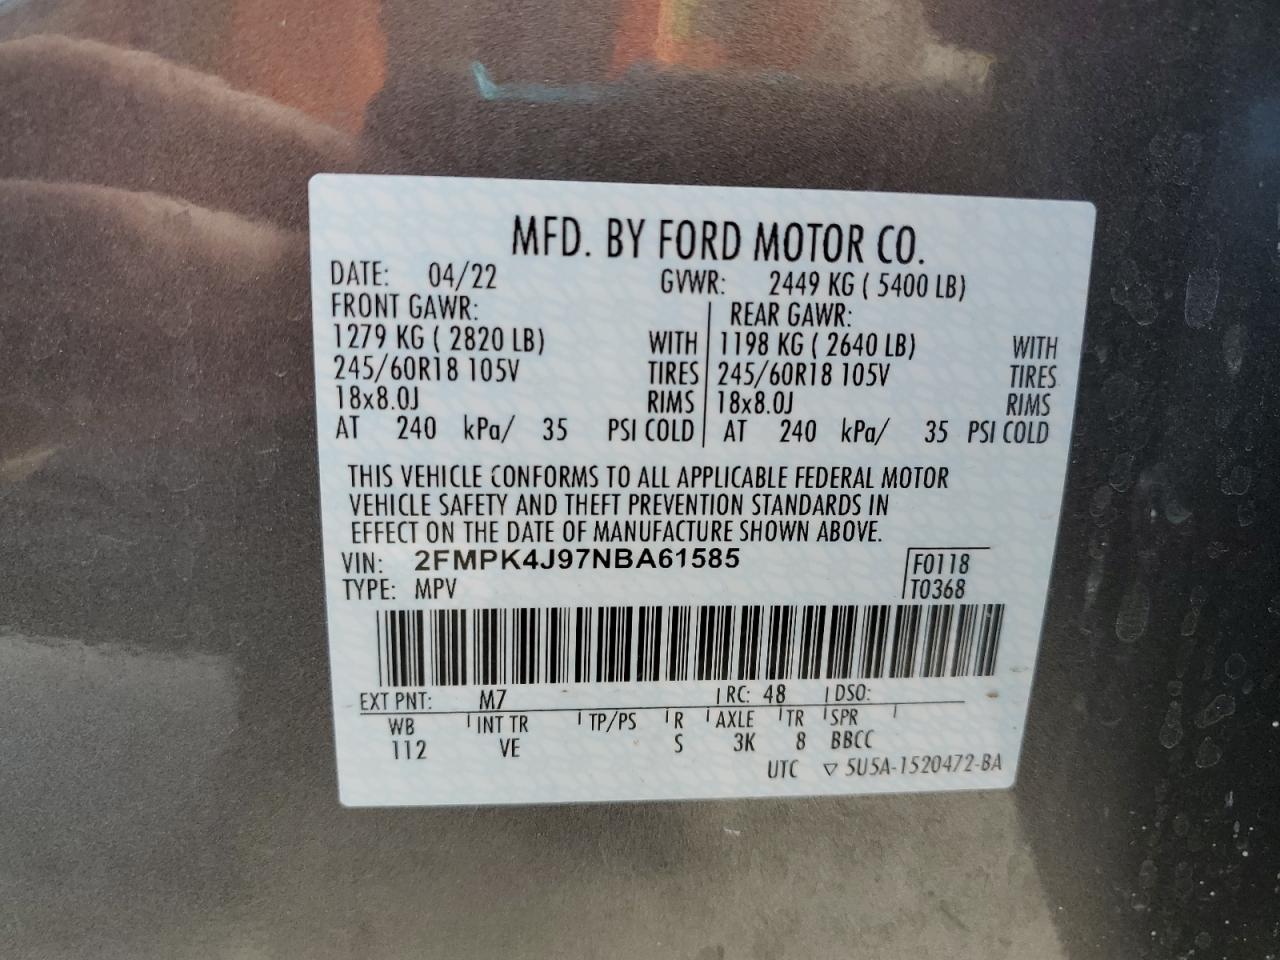 MFD. BY FORD MOTOR CO.
DATE: 04/22 GVWR: 2449 KG ( 5400 LB)
FRONT GAWR: REAR GAWR:
1279 KG ( 2820 LB) WITH 1198 KG ( 2640 LB) WITH
245/60R18 105V TIRES 245/60R18 105V TIRES
18x8.0J RIMS 18x8.0J RIMS
AT 240 kPa/ 35 PSI COLD AT 240 kPa/ 35 PSI COLD
THIS VEHICLE CONFORMS TO ALL APPLICABLE FEDERAL MOTOR
VEHICLE SAFETY AND THEFT PREVENTION STANDARDS IN
EFFECT ON THE DATE OF MANUFACTURE SHOWN ABOVE.
VIN: 2FMPK4J97NBA61585 F0118
TYPE: MPV T0368
EXT PNT: M7 RC: 48 DSO:
WB INT TR TP/PS R AXLE TR SPR
112 VE S 3K 8 BBCC
UTC ▽ 5U5A-1520472-BA